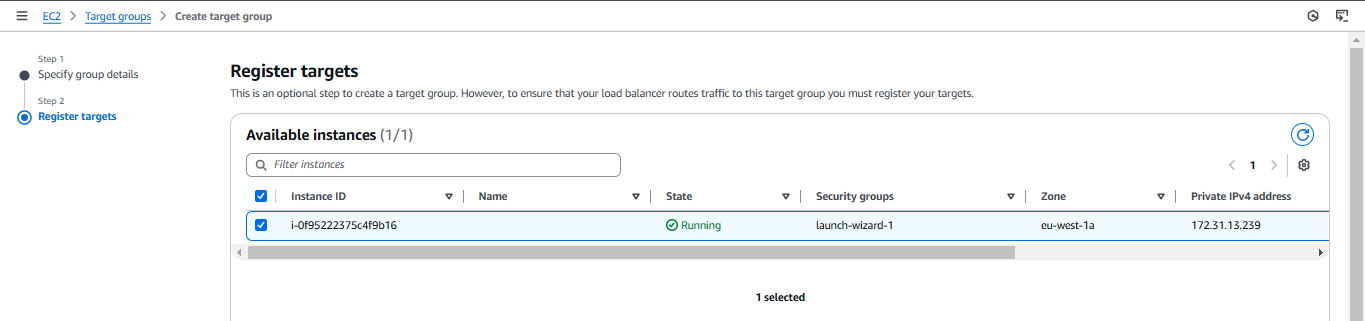 EC2 > Target groups > Create target group
Step 1
Specify group details
Step 2
Register targets
Register targets
This is an optional step to create a target group. However, to ensure that your load balancer routes traffic to this target group you must register your targets.
Available instances (1/1)
Filter instances
1
Instance ID Name State Security groups Zone Private IPv4 address
i-0f95222375c4f9b16 Running launch-wizard-1 eu-west-1a 172.31.13.239
1 selected